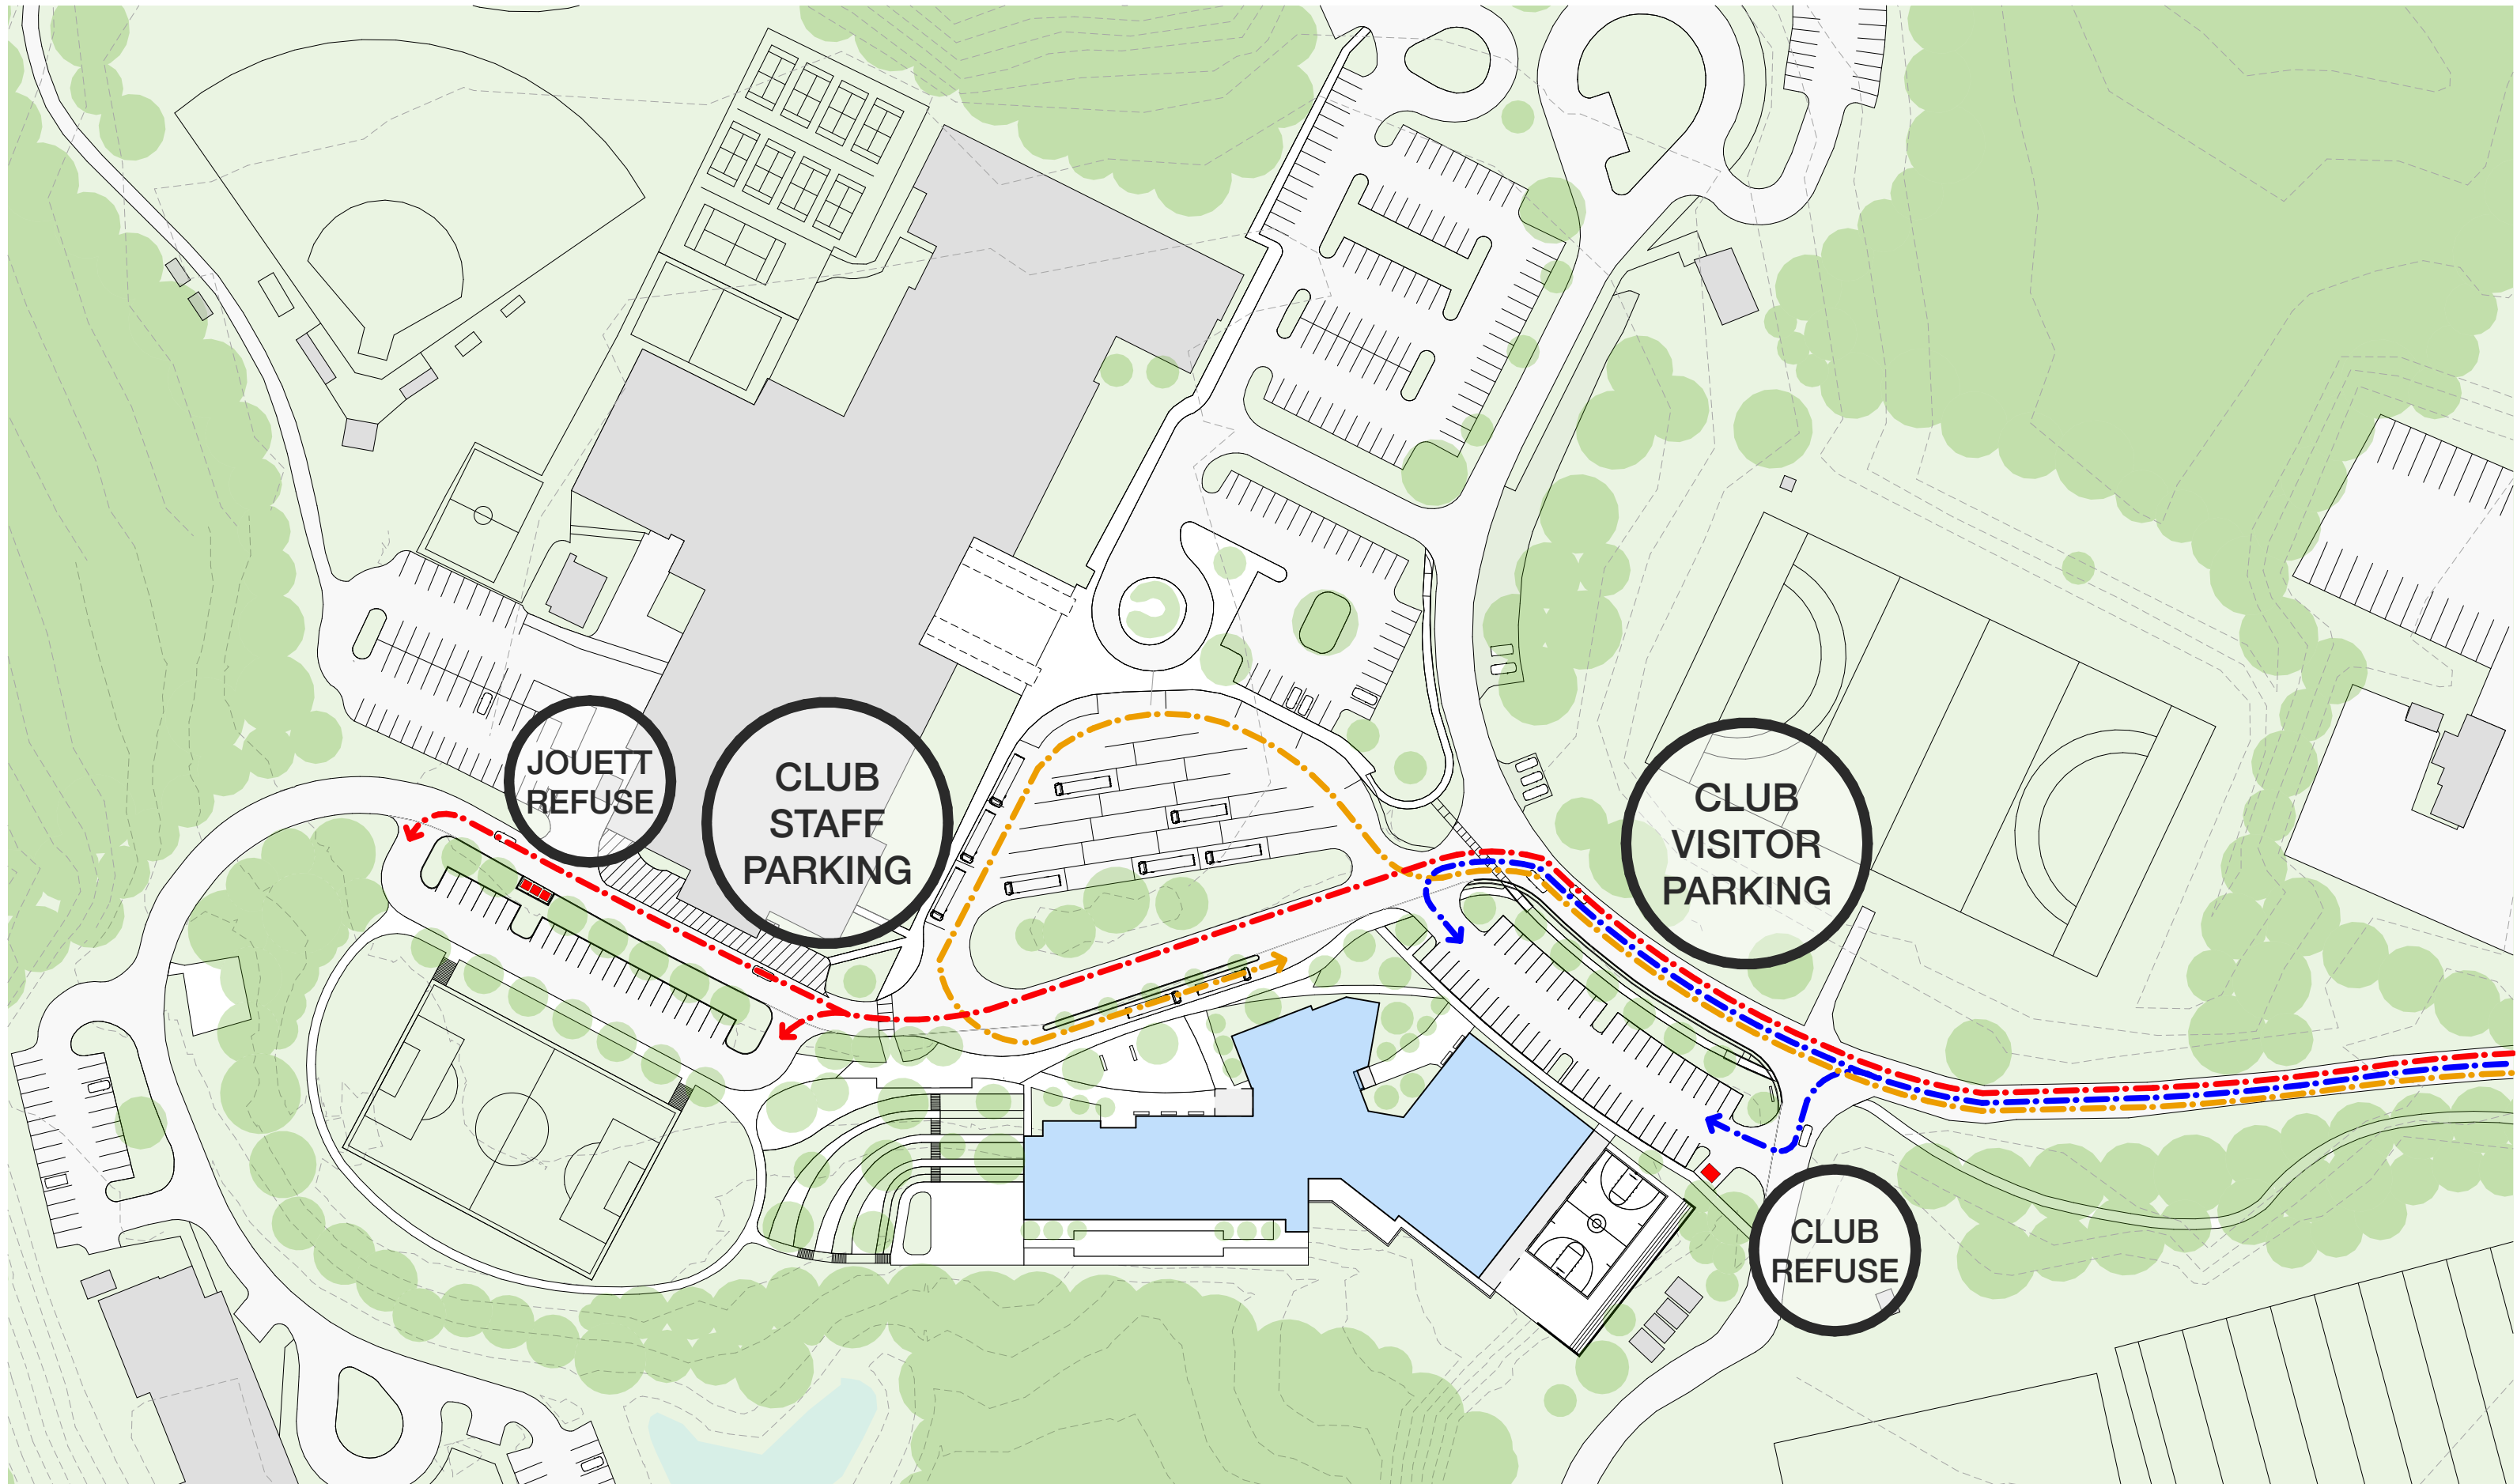 JOUETT
REFUSE
CLUB
STAFF
PARKING
CLUB
VISITOR
PARKING
CLUB
REFUSE